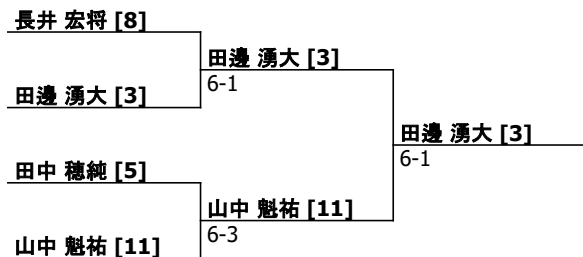 長井 宏将 [8]
田邊 湧大 [3]
6-1
田邊 湧大 [3]
田邊 湧大 [3]
6-1
田中 穂純 [5]
山中 魁祐 [11]
6-3
山中 魁祐 [11]